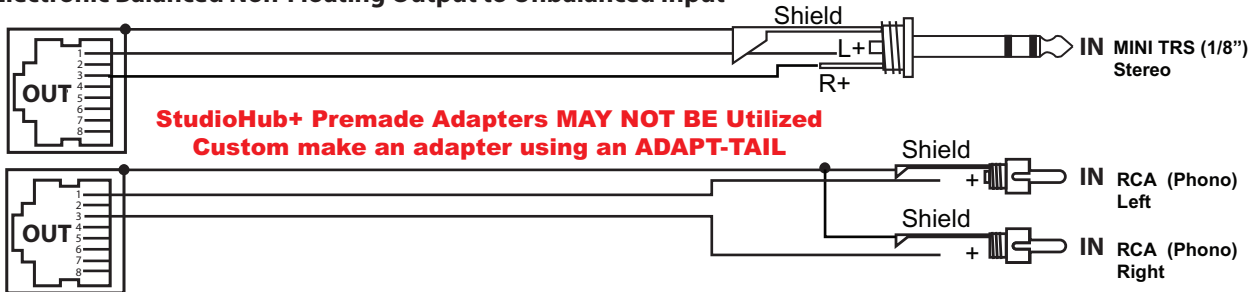 Electronic Balanced Non-Floating Output to Unbalanced Input
Shield
L+
R+
IN MINI TRS (1/8”)
Stereo
1
2
3
4
5
6
7
8
OUT
StudioHub+ Premade Adapters MAY NOT BE Utilized
Custom make an adapter using an ADAPT-TAIL
Shield
+
IN RCA (Phono)
Left
1
2
3
4
5
6
7
8
OUT
Shield
+
IN RCA (Phono)
Right